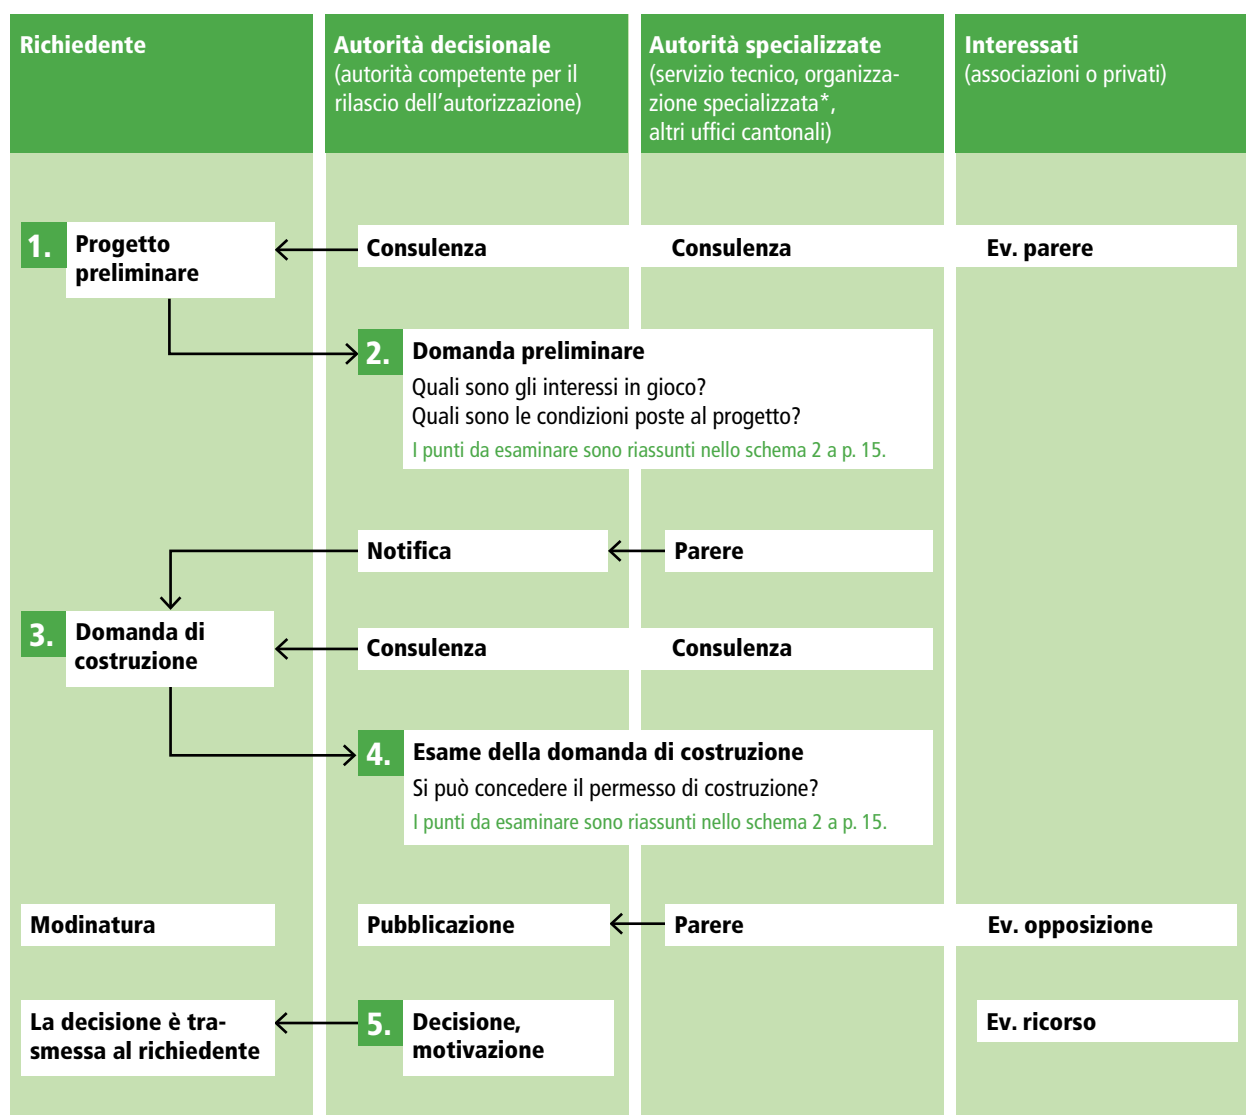 Richiedente
Autorità decisionale
(autorità competente per il
rilascio dell'autorizzazione)
Autorità specializzate
(servizio tecnico, organizza-
zione specializzata*,
altri uffici cantonali)
Interessati
(associazioni o privati)
1. Progetto
preliminare
Consulenza
Consulenza
Ev. parere
2. Domanda preliminare
Quali sono gli interessi in gioco?
Quali sono le condizioni poste al progetto?
I punti da esaminare sono riassunti nello schema 2 a p. 15.
Notifica
Parere
3. Domanda di
costruzione
Consulenza
Consulenza
4. Esame della domanda di costruzione
Si può concedere il permesso di costruzione?
I punti da esaminare sono riassunti nello schema 2 a p. 15.
Modinatura
Pubblicazione
Parere
Ev. opposizione
La decisione è tra-
smessa al richiedente
5. Decisione,
motivazione
Ev. ricorso